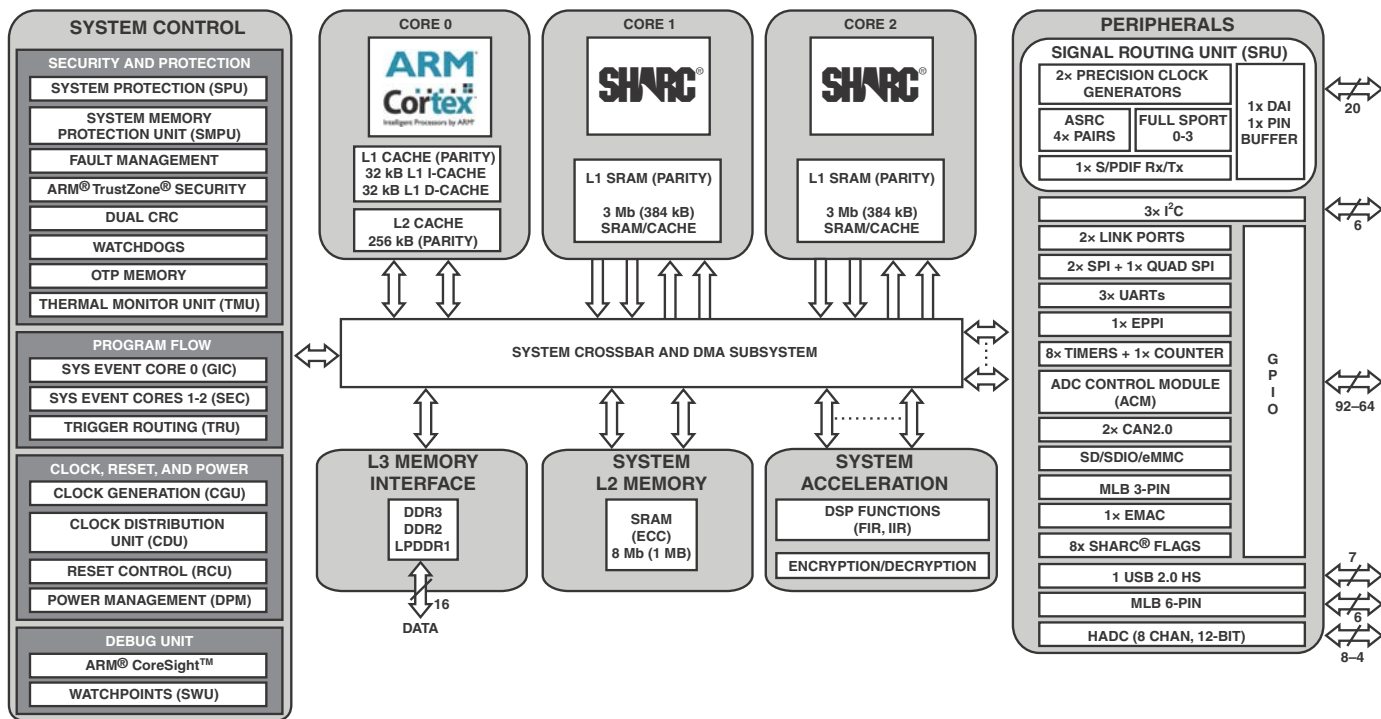 SYSTEM CONTROL
SECURITY AND PROTECTION
SYSTEM PROTECTION (SPU)
SYSTEM MEMORY
PROTECTION UNIT (SMPU)
FAULT MANAGEMENT
ARM® TrustZone® SECURITY
DUAL CRC
WATCHDOGS
OTP MEMORY
THERMAL MONITOR UNIT (TMU)
PROGRAM FLOW
SYS EVENT CORE 0 (GIC)
SYS EVENT CORES 1-2 (SEC)
TRIGGER ROUTING (TRU)
CLOCK, RESET, AND POWER
CLOCK GENERATION (CGU)
CLOCK DISTRIBUTION
UNIT (CDU)
RESET CONTROL (RCU)
POWER MANAGEMENT (DPM)
DEBUG UNIT
ARM® CoreSight™
WATCHPOINTS (SWU)
CORE 0
ARM®
Cortex®
Intelligent Processors by ARM®
L1 CACHE (PARITY)
32 kB L1 I-CACHE
32 kB L1 D-CACHE
L2 CACHE
256 kB (PARITY)
CORE 1
SHARC®
L1 SRAM (PARITY)
3 Mb (384 kB)
SRAM/CACHE
CORE 2
SHARC®
L1 SRAM (PARITY)
3 Mb (384 kB)
SRAM/CACHE
SYSTEM CROSSBAR AND DMA SUBSYSTEM
L3 MEMORY
INTERFACE
DDR3
DDR2
LPDDR1
16
DATA
SYSTEM
L2 MEMORY
SRAM
(ECC)
8 Mb (1 MB)
SYSTEM
ACCELERATION
DSP FUNCTIONS
(FIR, IIR)
ENCRYPTION/DECRYPTION
PERIPHERALS
SIGNAL ROUTING UNIT (SRU)
2× PRECISION CLOCK
GENERATORS
ASRC
4× PAIRS
FULL SPORT
0-3
1× S/PDIF Rx/Tx
1x DAI
1x PIN
BUFFER
20
3× I²C
6
2× LINK PORTS
2× SPI + 1× QUAD SPI
3× UARTs
1× EPPI
8× TIMERS + 1× COUNTER
ADC CONTROL MODULE
(ACM)
2× CAN2.0
SD/SDIO/eMMC
MLB 3-PIN
1× EMAC
8x SHARC® FLAGS
G
P
I
O
92–64
1 USB 2.0 HS
7
MLB 6-PIN
6
HADC (8 CHAN, 12-BIT)
8–4